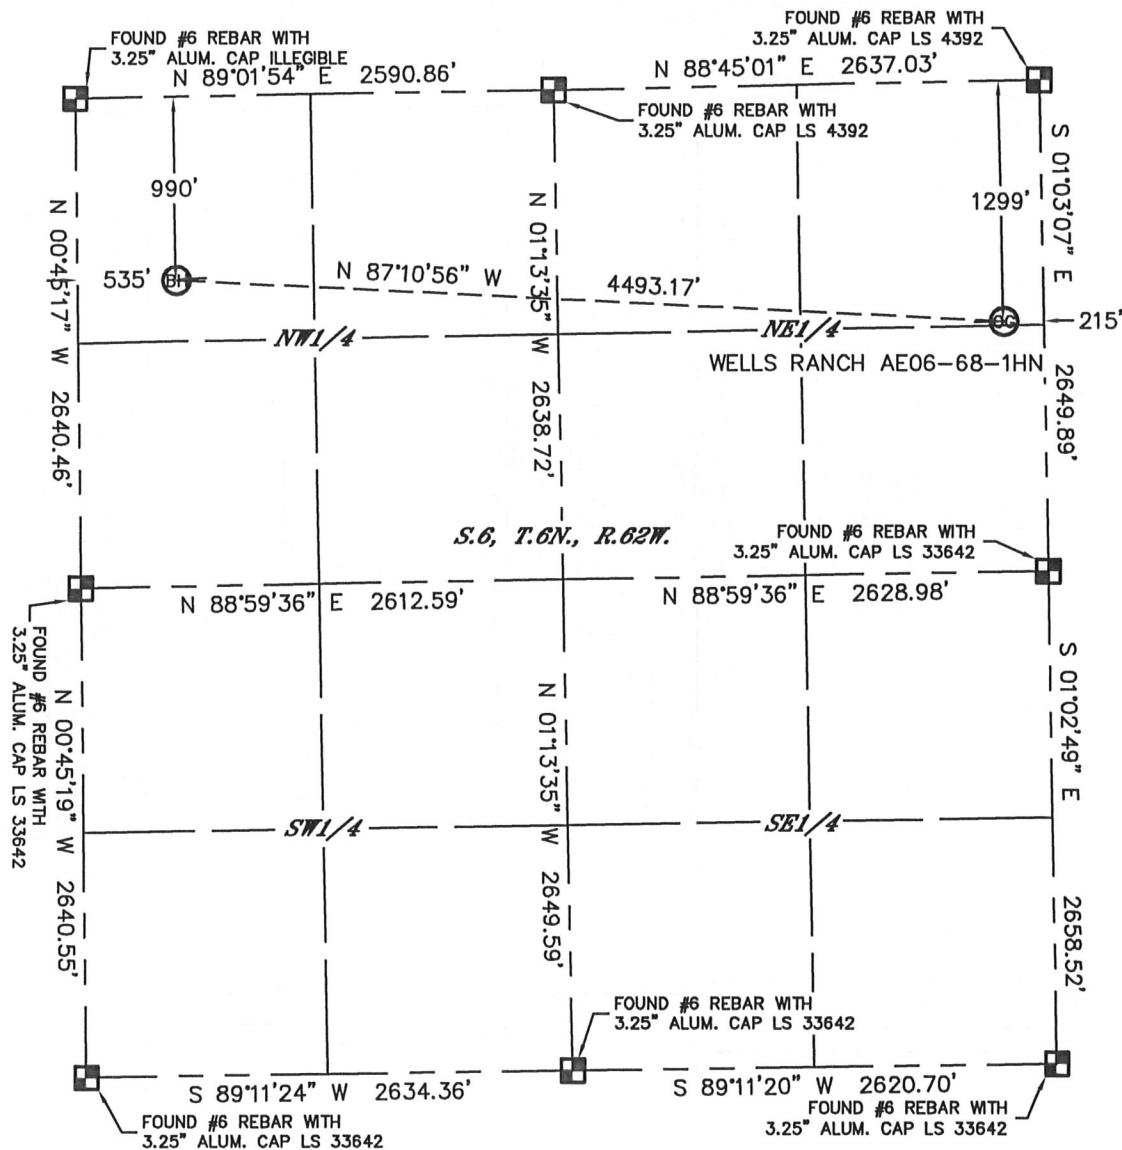 FOUND #6 REBAR WITH
3.25" ALUM. CAP ILLEGIBLE
N 89°01'54" E 2590.86'
FOUND #6 REBAR WITH
3.25" ALUM. CAP LS 4392
N 88°45'01" E 2637.03'
FOUND #6 REBAR WITH
3.25" ALUM. CAP LS 4392
990'
1299'
S 01°03'07" E 2649.89'
N 00°45'17" W 2640.46'
N 01°13'35" W 2638.72'
535'
BH
N 87°10'56" W 4493.17'
215'
NW1/4
NE1/4
WELLS RANCH AE06-68-1HN
S.6, T.6N., R.62W.
FOUND #6 REBAR WITH
3.25" ALUM. CAP LS 33642
N 88°59'36" E 2612.59'
N 88°59'36" E 2628.98'
FOUND #6 REBAR WITH
3.25" ALUM. CAP LS 33642
N 00°45'19" W 2640.55'
N 01°13'35" W 2649.59'
S 01°02'49" E 2658.52'
SW1/4
SE1/4
FOUND #6 REBAR WITH
3.25" ALUM. CAP LS 33642
S 89°11'24" W 2634.36'
S 89°11'20" W 2620.70'
FOUND #6 REBAR WITH
3.25" ALUM. CAP LS 33642
FOUND #6 REBAR WITH
3.25" ALUM. CAP LS 33642